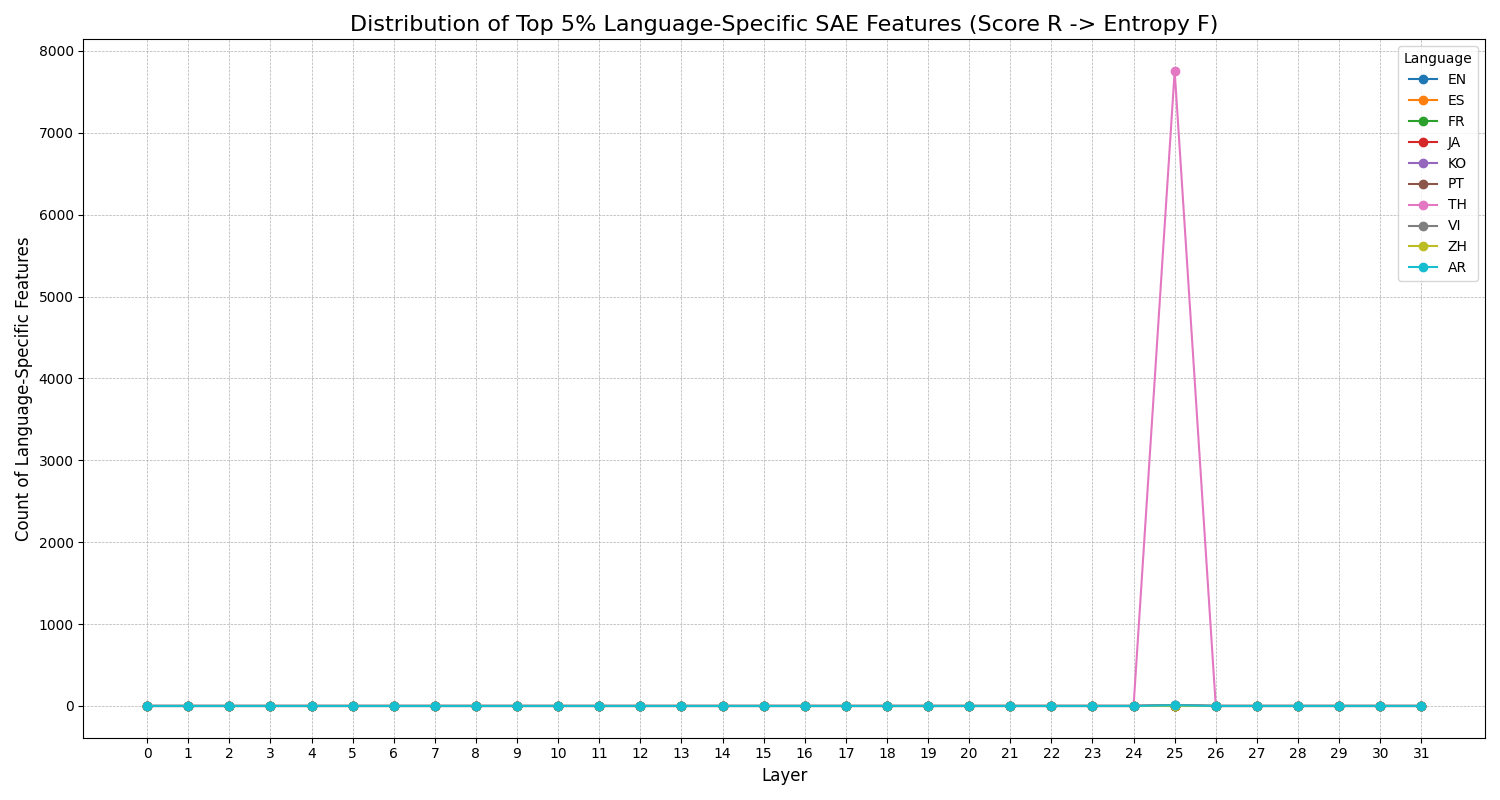 Distribution of Top 5% Language-Specific SAE Features (Score R -> Entropy F)
Count of Language-Specific Features
8000
7000
6000
5000
4000
3000
2000
1000
0
Language
EN
ES
FR
JA
KO
PT
TH
VI
ZH
AR
0 1 2 3 4 5 6 7 8 9 10 11 12 13 14 15 16 17 18 19 20 21 22 23 24 25 26 27 28 29 30 31
Layer